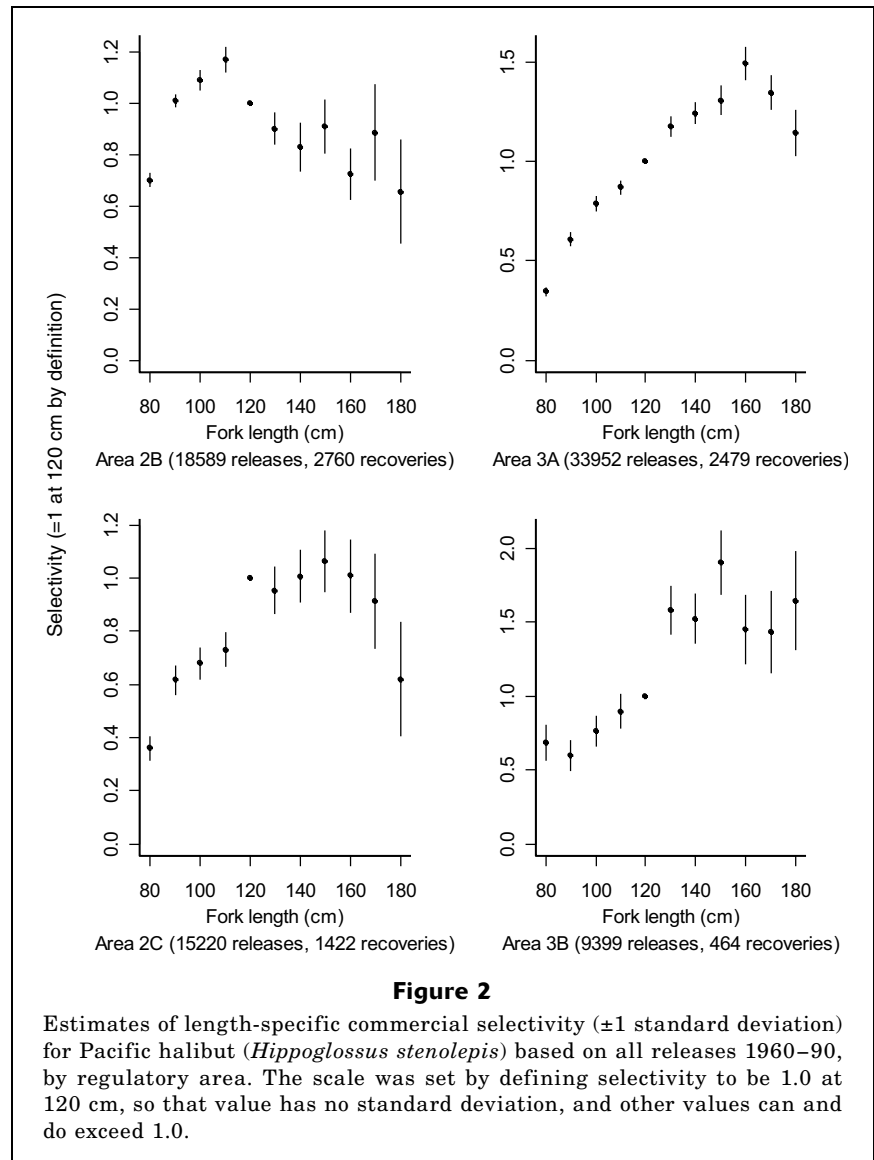 Selectivity (=1 at 120 cm by definition)
0.0 0.2 0.4 0.6 0.8 1.0 1.2
80 100 120 140 160 180
Fork length (cm)
Area 2B (18589 releases, 2760 recoveries)
0.0 0.5 1.0 1.5
80 100 120 140 160 180
Fork length (cm)
Area 3A (33952 releases, 2479 recoveries)
0.0 0.2 0.4 0.6 0.8 1.0 1.2
80 100 120 140 160 180
Fork length (cm)
Area 2C (15220 releases, 1422 recoveries)
0.0 0.5 1.0 1.5 2.0
80 100 120 140 160 180
Fork length (cm)
Area 3B (9399 releases, 464 recoveries)
Figure 2
Estimates of length-specific commercial selectivity (±1 standard deviation)
for Pacific halibut (Hippoglossus stenolepis) based on all releases 1960–90,
by regulatory area. The scale was set by defining selectivity to be 1.0 at
120 cm, so that value has no standard deviation, and other values can and
do exceed 1.0.